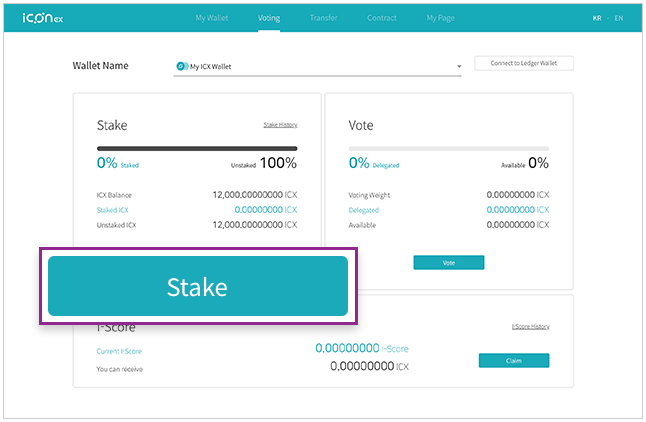 iconex My Wallet Voting Transfer Contract My Page KR · EN
Wallet Name My ICX Wallet Connect to Ledger Wallet
Stake Stake History
0% Staked Unstaked 100%
ICX Balance 12,000.00000000 ICX
Staked ICX 0.00000000 ICX
Unstaked ICX 12,000.00000000 ICX
Stake
Vote
0% Delegated Available 0%
Voting Weight 0.00000000 ICX
Delegated 0.00000000 ICX
Available 0.00000000 ICX
Vote
I-Score I-Score History
Current I-Score 0.00000000 I-Score
You can receive 0.00000000 ICX
Claim